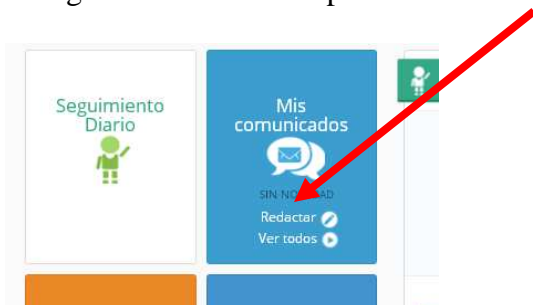 Seguimiento
Diario
Mis
comunicados
SIN
Redactar
Ver todos